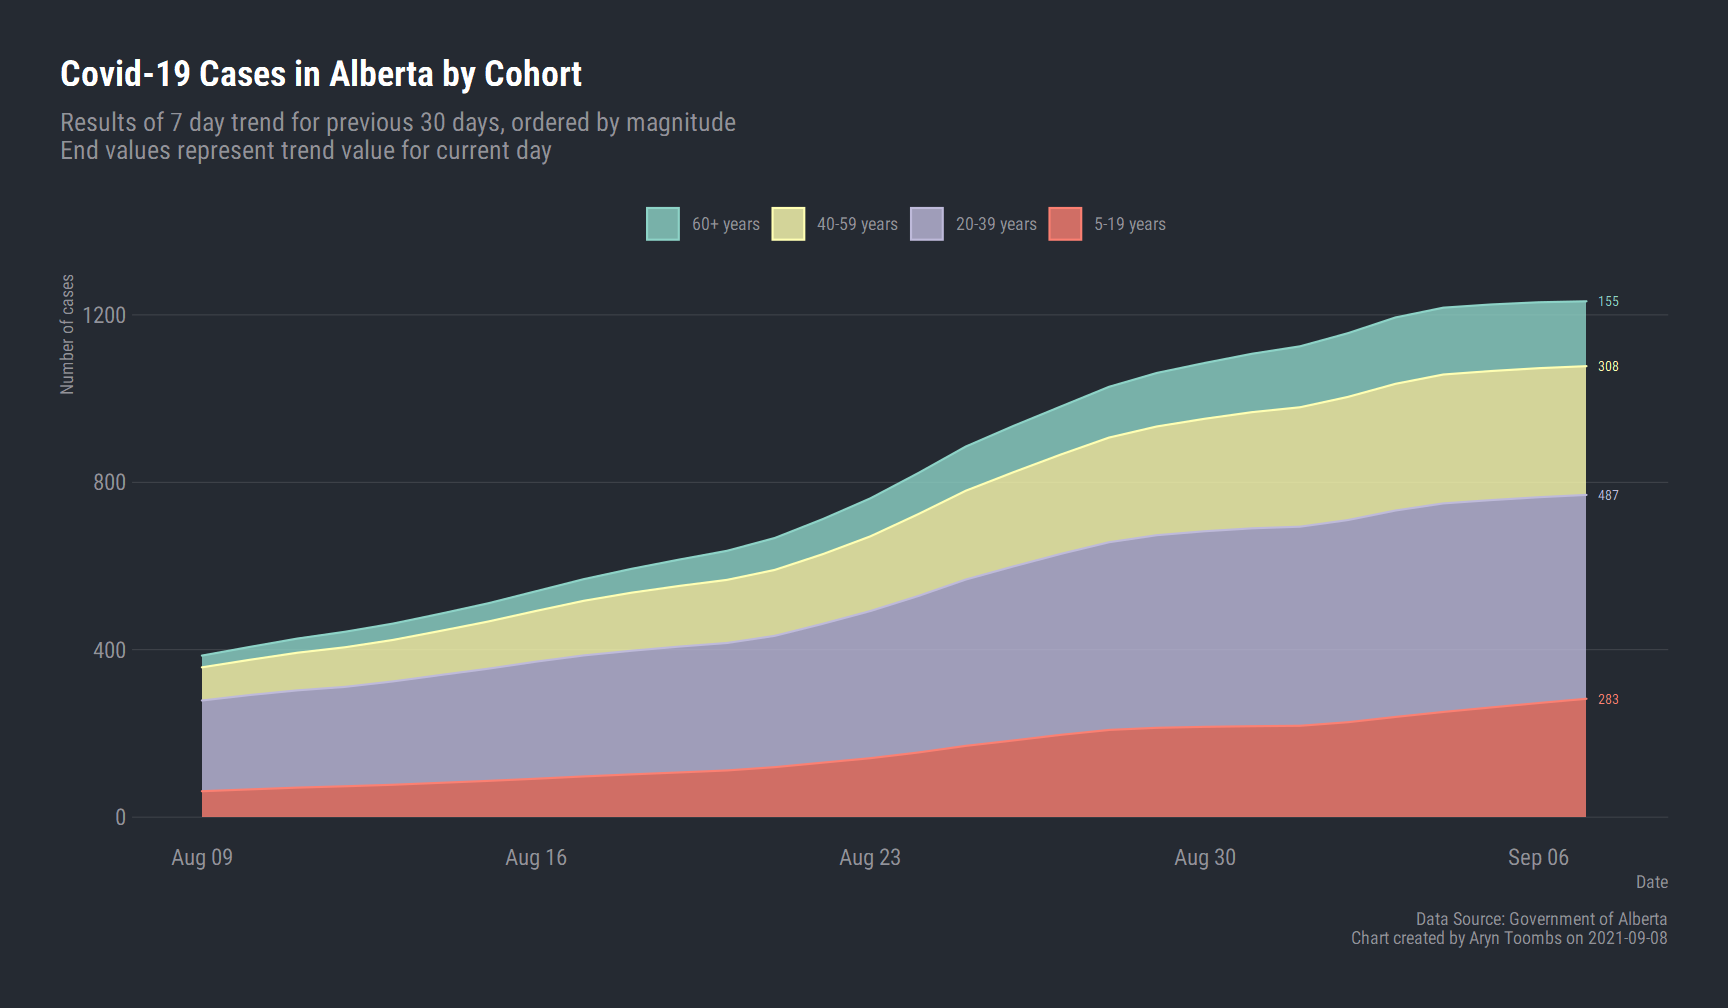 Covid-19 Cases in Alberta by Cohort
Results of 7 day trend for previous 30 days, ordered by magnitude
End values represent trend value for current day
60+ years
40-59 years
20-39 years
5-19 years
Number of cases
1200
800
400
0
155
308
487
283
Aug 09
Aug 16
Aug 23
Aug 30
Sep 06
Date
Data Source: Government of Alberta
Chart created by Aryn Toombs on 2021-09-08